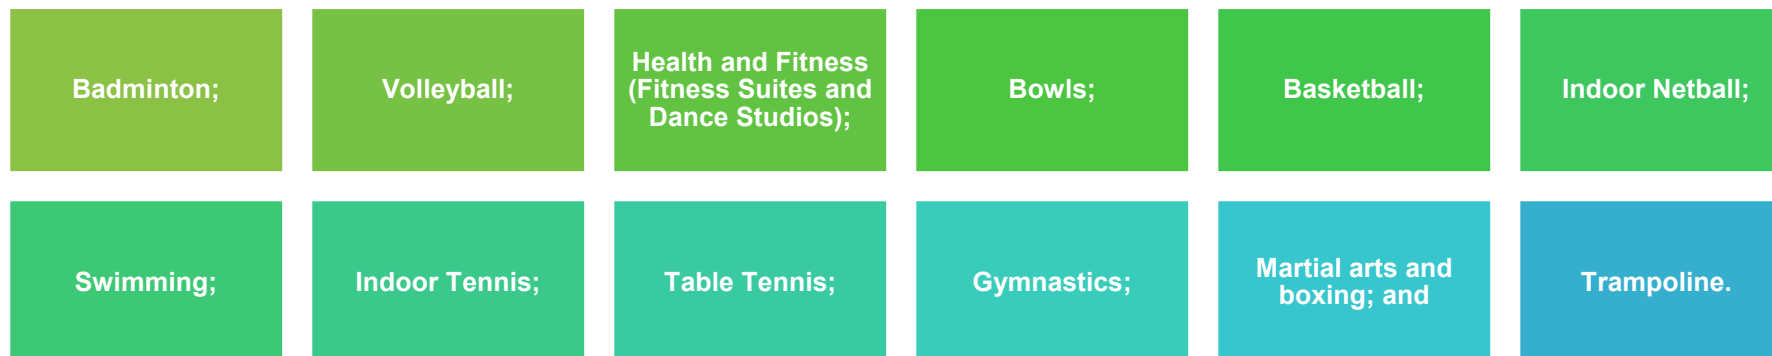 Badminton;
Volleyball;
Health and Fitness
(Fitness Suites and
Dance Studios);
Bowls;
Basketball;
Indoor Netball;
Swimming;
Indoor Tennis;
Table Tennis;
Gymnastics;
Martial arts and
boxing; and
Trampoline.